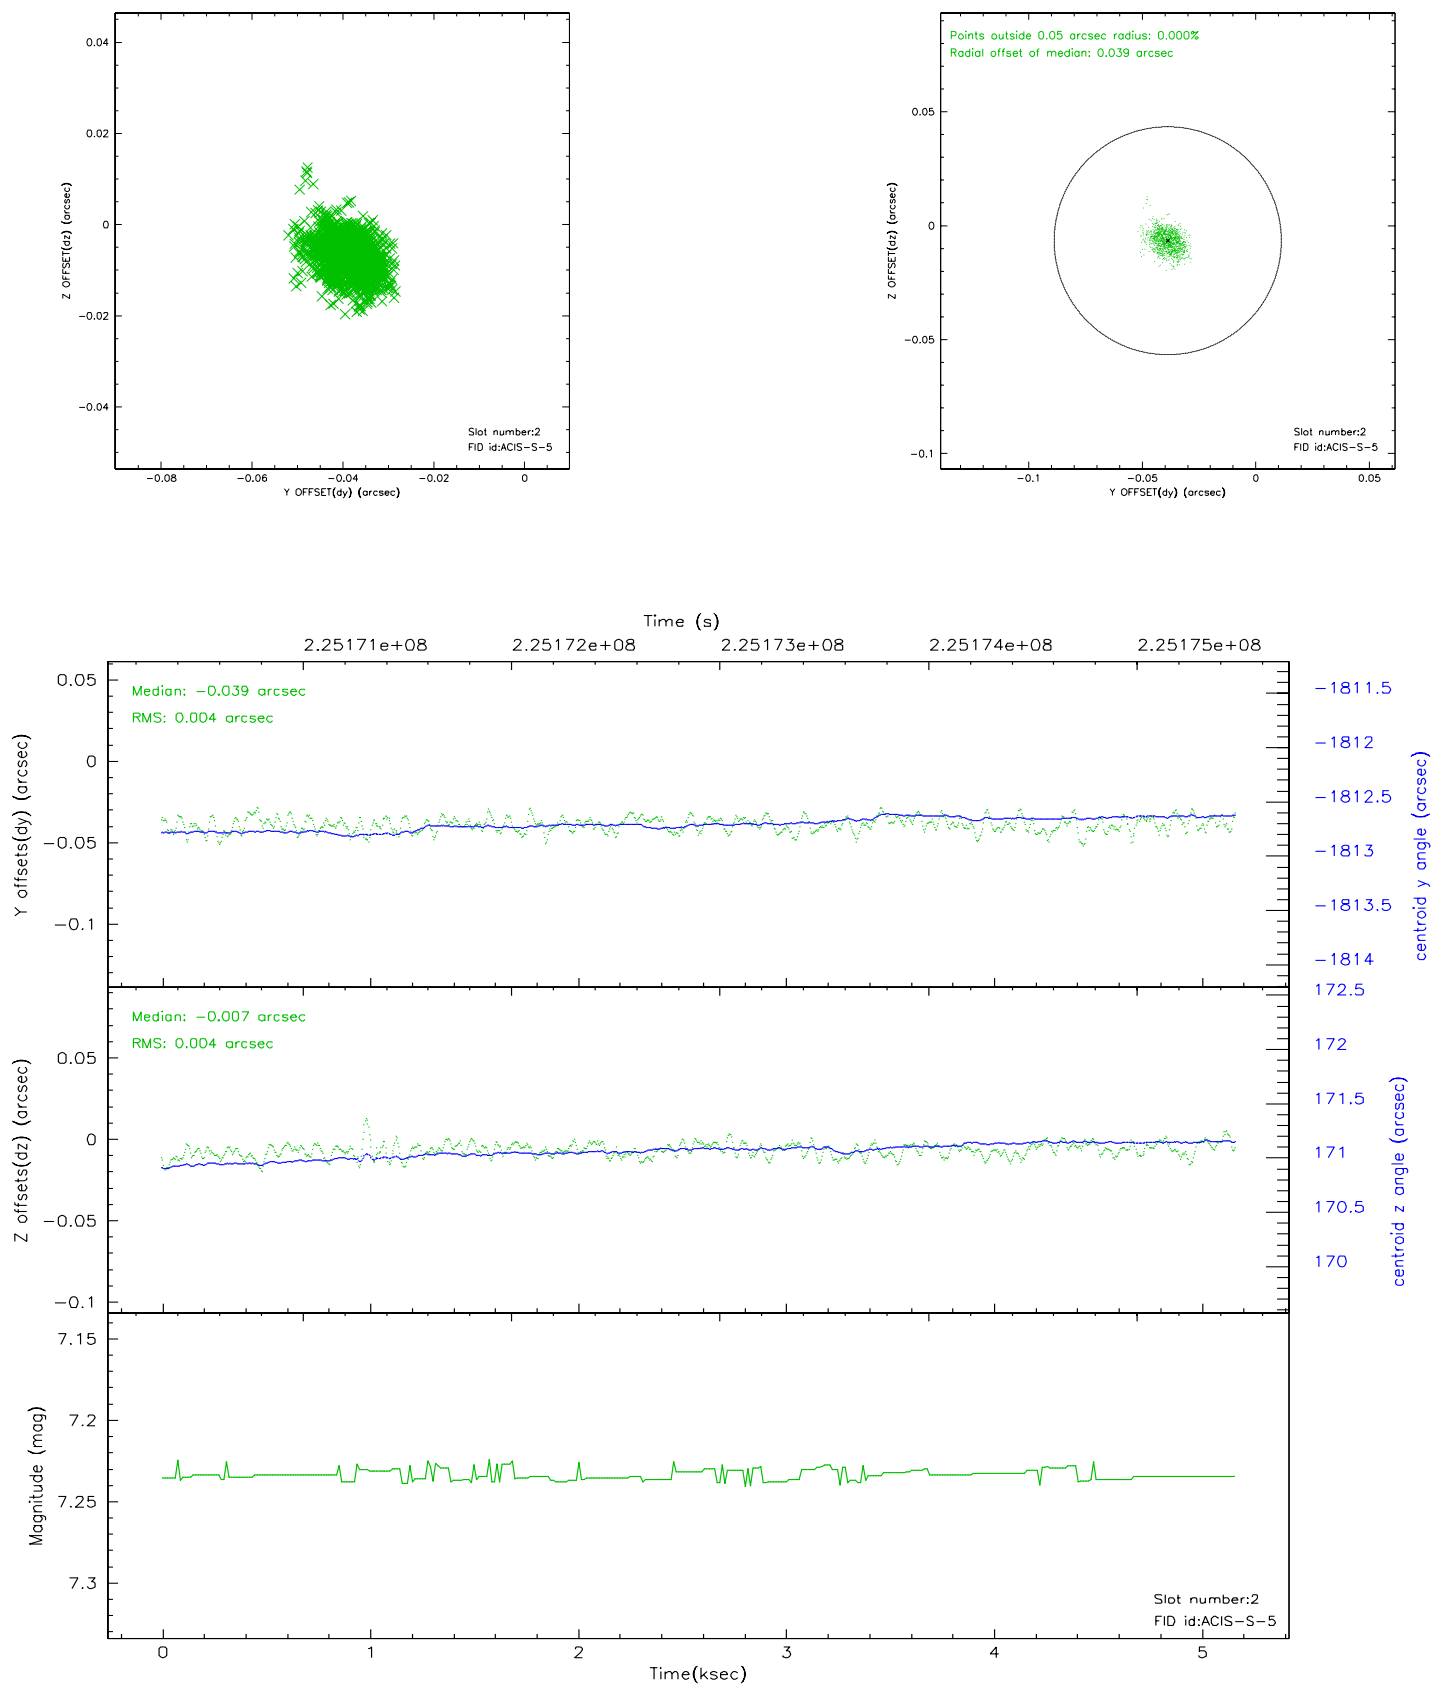 0.04
0.02
0
−0.02
−0.04
Z OFFSET(dz) (arcsec)
Slot number:2
FID id:ACIS−S−5
−0.08
−0.06
−0.04
−0.02
0
Y OFFSET(dy) (arcsec)
Points outside 0.05 arcsec radius: 0.000%
Radial offset of median: 0.039 arcsec
0.05
0
−0.05
−0.1
Z OFFSET(dz) (arcsec)
Slot number:2
FID id:ACIS−S−5
−0.1
−0.05
0
0.05
Y OFFSET(dy) (arcsec)
Time (s)
2.25171e+08
2.25172e+08
2.25173e+08
2.25174e+08
2.25175e+08
Median: −0.039 arcsec
RMS: 0.004 arcsec
0.05
0
−0.05
−0.1
Y offsets(dy) (arcsec)
−1811.5
−1812
−1812.5
−1813
−1813.5
−1814
centroid y angle (arcsec)
Median: −0.007 arcsec
RMS: 0.004 arcsec
0.05
0
−0.05
−0.1
Z offsets(dz) (arcsec)
172.5
172
171.5
171
170.5
170
centroid z angle (arcsec)
7.15
7.2
7.25
7.3
Magnitude (mag)
Slot number:2
FID id:ACIS−S−5
0
1
2
3
4
5
Time(ksec)